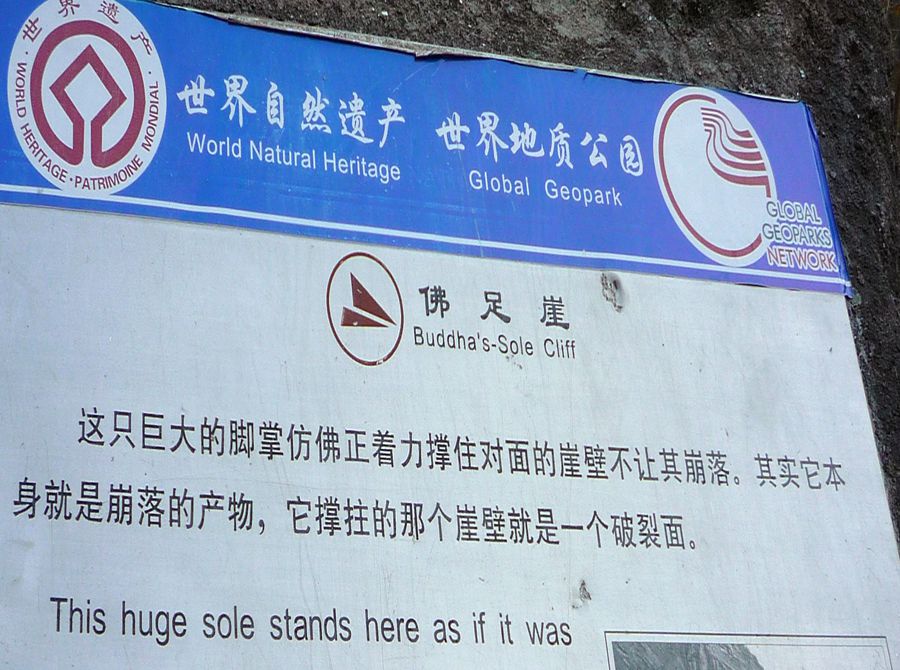 世界遗产
WORLD HERITAGE · PATRIMOINE MONDIAL
世界自然遗产
World Natural Heritage
世界地质公园
Global Geopark
GLOBAL
GEOPARKS
NETWORK
佛足崖
Buddha's-Sole Cliff
这只巨大的脚掌仿佛正着力撑住对面的崖壁不让其崩落。其实它本
身就是崩落的产物，它撑拄的那个崖壁就是一个破裂面。
This huge sole stands here as if it was